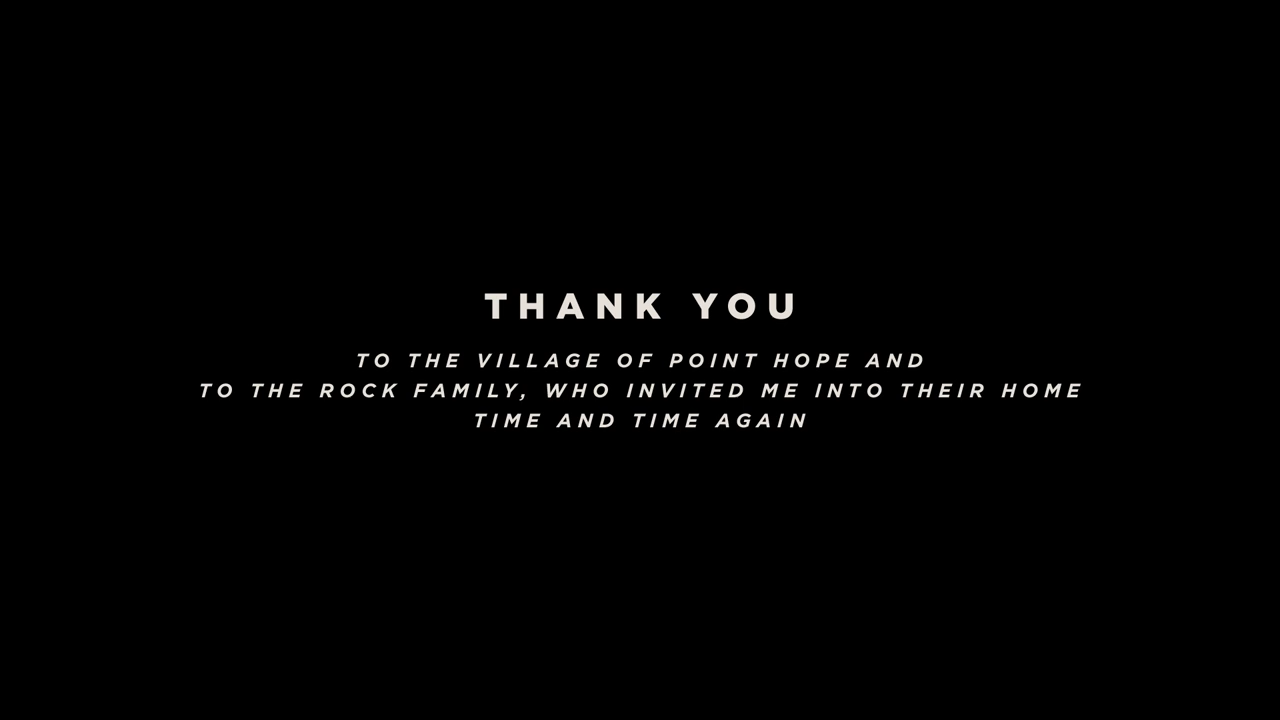 THANK YOU
TO THE VILLAGE OF POINT HOPE AND
TO THE ROCK FAMILY, WHO INVITED ME INTO THEIR HOME
TIME AND TIME AGAIN